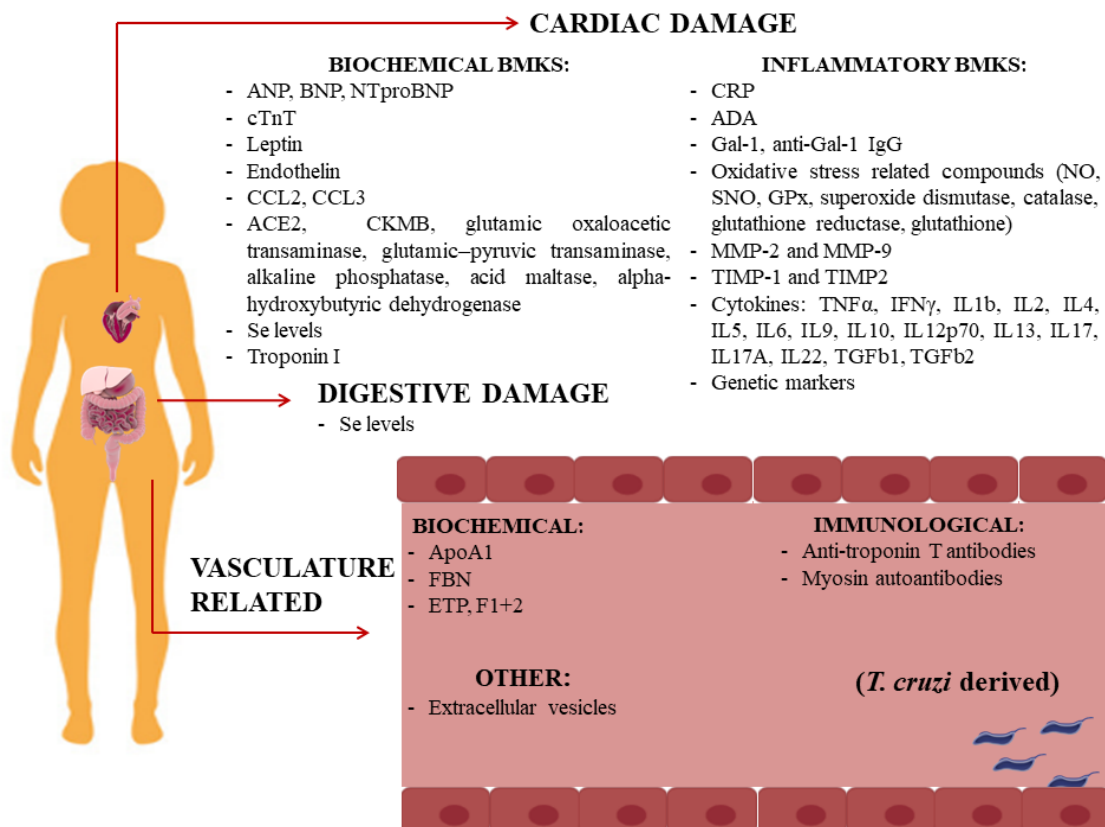 CARDIAC DAMAGE
BIOCHEMICAL BMKS:
- ANP, BNP, NTproBNP
- cTnT
- Leptin
- Endothelin
- CCL2, CCL3
- ACE2, CKMB, glutamic oxaloacetic
transaminase, glutamic–pyruvic transaminase,
alkaline phosphatase, acid maltase, alpha-
hydroxybutyric dehydrogenase
- Se levels
- Troponin I
INFLAMMATORY BMKS:
- CRP
- ADA
- Gal-1, anti-Gal-1 IgG
- Oxidative stress related compounds (NO,
SNO, GPx, superoxide dismutase, catalase,
glutathione reductase, glutathione)
- MMP-2 and MMP-9
- TIMP-1 and TIMP2
- Cytokines: TNFα, IFNγ, IL1b, IL2, IL4,
IL5, IL6, IL9, IL10, IL12p70, IL13, IL17,
IL17A, IL22, TGFb1, TGFb2
- Genetic markers
DIGESTIVE DAMAGE
- Se levels
VASCULATURE
RELATED
BIOCHEMICAL:
- ApoA1
- FBN
- ETP, F1+2
IMMUNOLOGICAL:
- Anti-troponin T antibodies
- Myosin autoantibodies
OTHER:
- Extracellular vesicles
(T. cruzi derived)